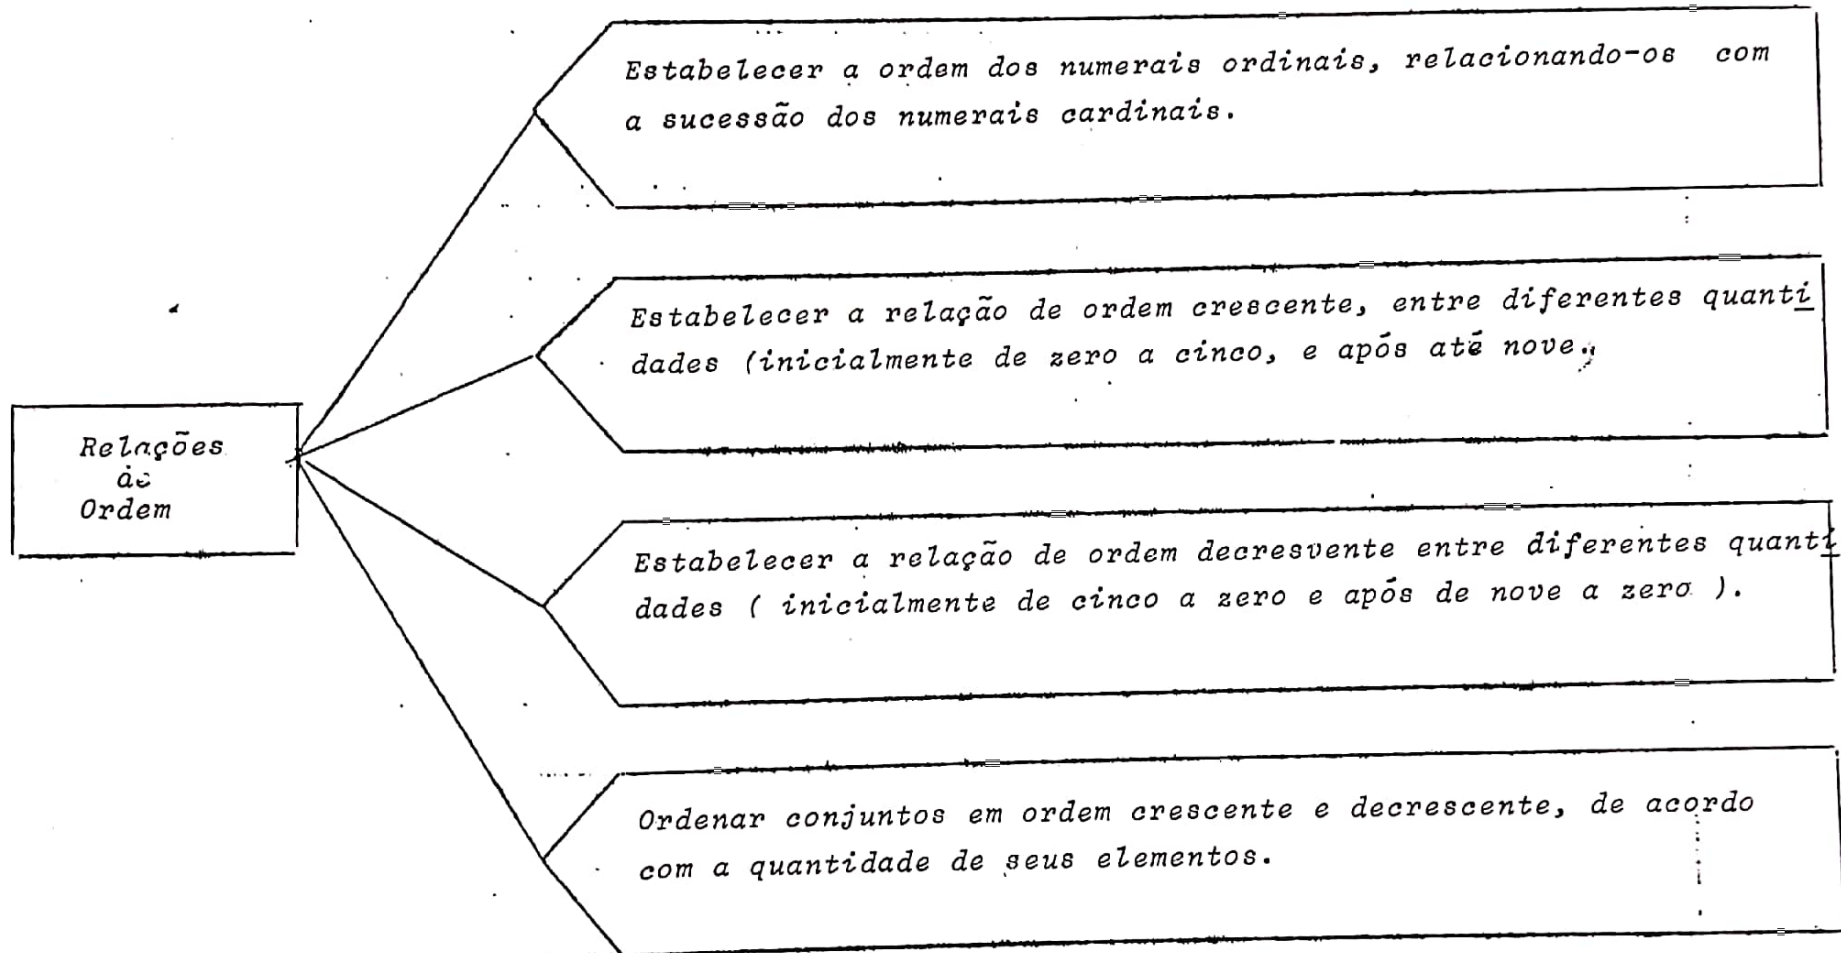 Estabelecer a ordem dos numerais ordinais, relacionando-os com
a sucessão dos numerais cardinais.
Estabelecer a relação de ordem crescente, entre diferentes quanti
dades (inicialmente de zero a cinco, e após até nove.
Relações
de
Ordem
Estabelecer a relação de ordem decresvente entre diferentes quanti
dades ( inicialmente de cinco a zero e após de nove a zero ).
Ordenar conjuntos em ordem crescente e decrescente, de acordo
com a quantidade de seus elementos.